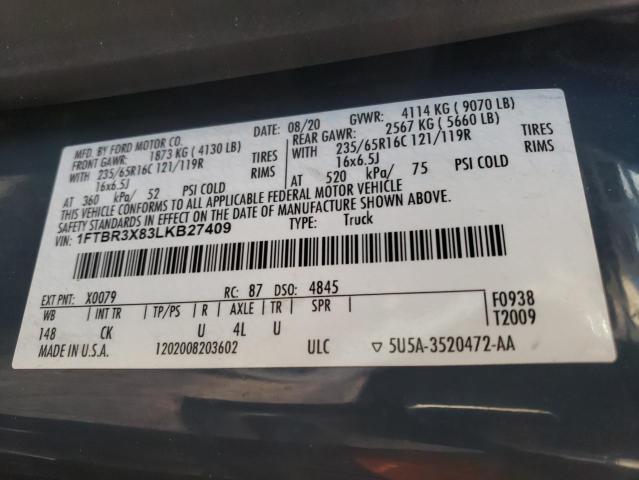 MFD. BY FORD MOTOR CO.
DATE: 08/20 GVWR: 4114 KG ( 9070 LB)
FRONT GAWR: 1873 KG ( 4130 LB) REAR GAWR: 2567 KG ( 5660 LB)
WITH 235/65R16C 121/119R TIRES WITH 235/65R16C 121/119R TIRES
16x6.5J RIMS 16x6.5J RIMS
AT 360 kPa/ 52 PSI COLD AT 520 kPa/ 75 PSI COLD
THIS VEHICLE CONFORMS TO ALL APPLICABLE FEDERAL MOTOR VEHICLE
SAFETY STANDARDS IN EFFECT ON THE DATE OF MANUFACTURE SHOWN ABOVE.
VIN: 1FTBR3X83LKB27409 TYPE: Truck
EXT PNT: X0079 RC: 87 DSO: 4845
WB INT TR TP/PS R AXLE TR SPR F0938
148 CK U 4L U T2009
MADE IN U.S.A. 1202008203602 ULC ▽ 5U5A-3520472-AA